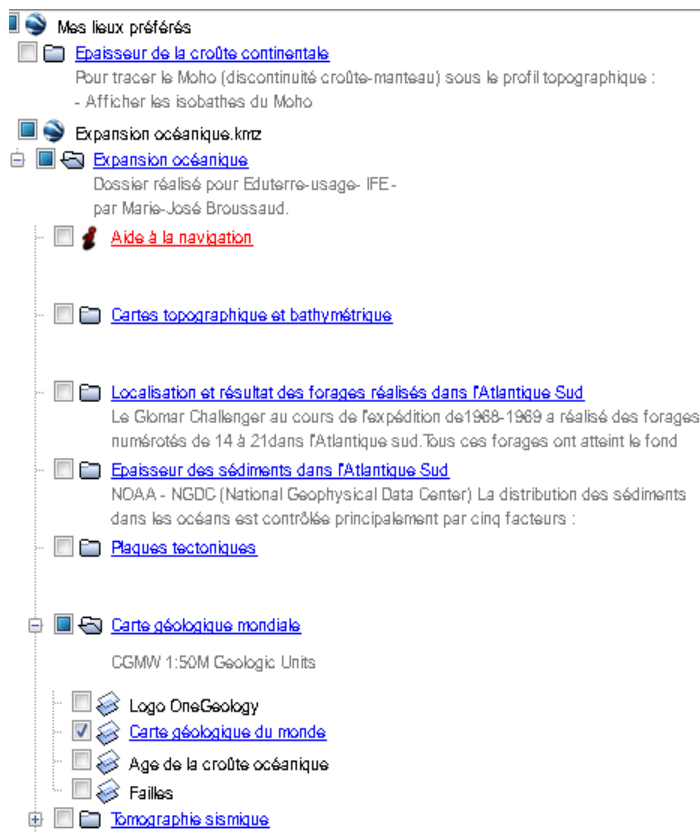 Mes lieux préférés
Epaisseur de la croûte continentale
Pour tracer le Moho (discontinuité croûte-manteau) sous le profil topographique :
- Afficher les isobathes du Moho
Expansion océanique.kmz
Expansion océanique
Dossier réalisé pour Eduterre-usage- IFE-
par Marie-José Broussaud.
Aide à la navigation
Cartes topographique et bathymétrique
Localisation et résultat des forages réalisés dans l'Atlantique Sud
Le Glomar Challenger au cours de l'expédition de1968-1969 a réalisé des forages
numérotés de 14 à 21dans l'Atlantique sud.Tous ces forages ont atteint le fond
Epaisseur des sédiments dans l'Atlantique Sud
NOAA - NGDC (National Geophysical Data Center) La distribution des sédiments
dans les océans est contrôlée principalement par cinq facteurs :
Plaques tectoniques
Carte géologique mondiale
CGMW 1:50M Geologic Units
Logo OneGeology
Carte géologique du monde
Age de la croûte océanique
Failles
Tomographie sismique